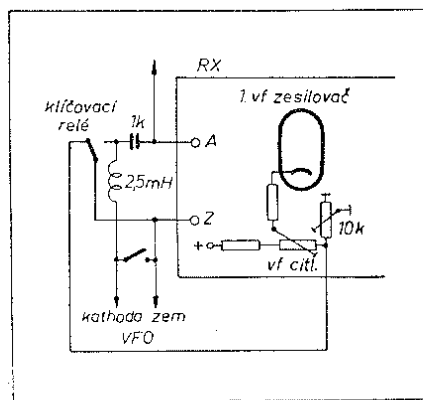 RX
klíčovací
relé
1k
1. vf zesilovač
A
2,5mH
Z
10k
+
vf citl.
kathoda zem
VFO